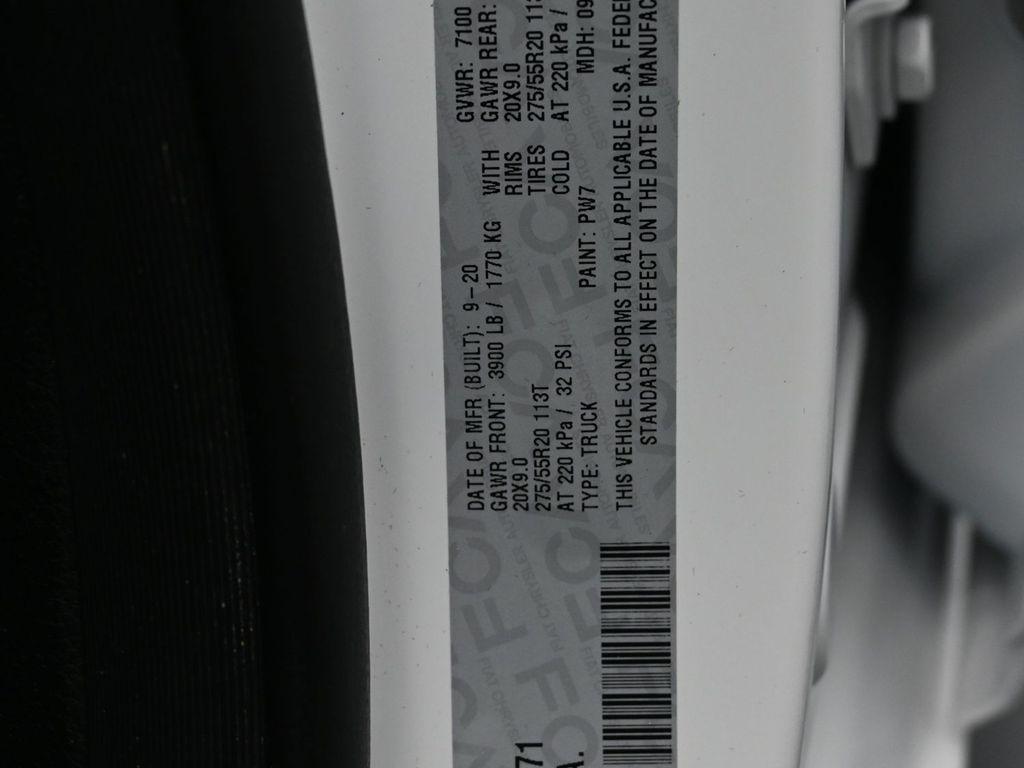 DATE OF MFR (BUILT): 9-20 GVWR: 7100
GAWR FRONT: 3900 LB / 1770 KG WITH GAWR REAR:
20X9.0 RIMS 20X9.0
275/55R20 113T TIRES 275/55R20
AT 220 kPa / 32 PSI COLD AT 220 kPa /
TYPE: TRUCK PAINT: PW7 MDH: 09
THIS VEHICLE CONFORMS TO ALL APPLICABLE U.S.A.
STANDARDS IN EFFECT ON THE DATE OF
71
A.